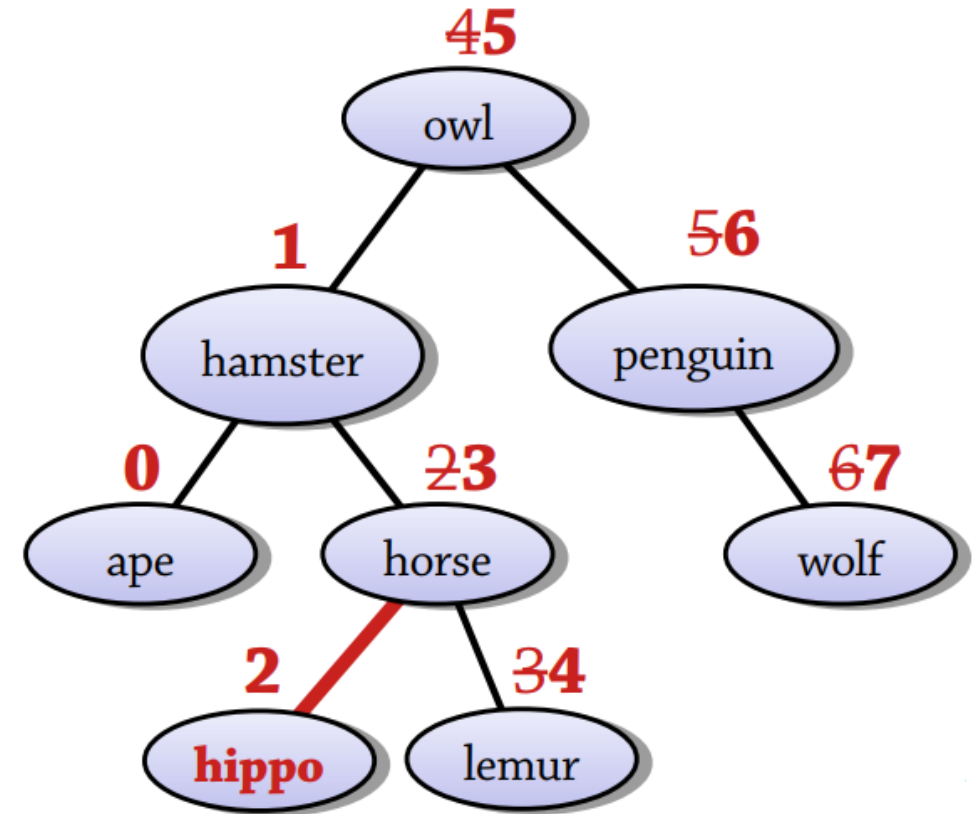 45
owl
1
56
hamster
penguin
0
23
67
ape
horse
wolf
2
34
hippo
lemur